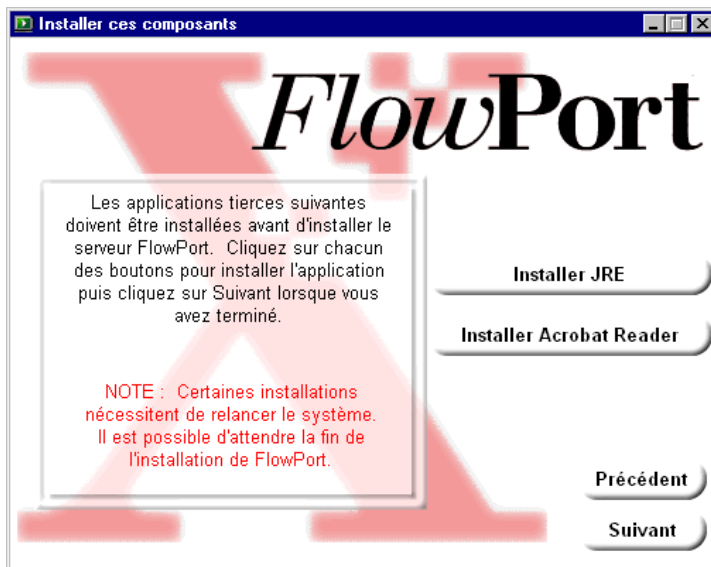 Installer ces composants
FlowPort
Les applications tierces suivantes
doivent être installées avant d'installer le
serveur FlowPort. Cliquez sur chacun
des boutons pour installer l'application
puis cliquez sur Suivant lorsque vous
avez terminé.
NOTE : Certaines installations
nécessitent de relancer le système.
Il est possible d'attendre la fin de
l'installation de FlowPort.
Installer JRE
Installer Acrobat Reader
Précédent
Suivant